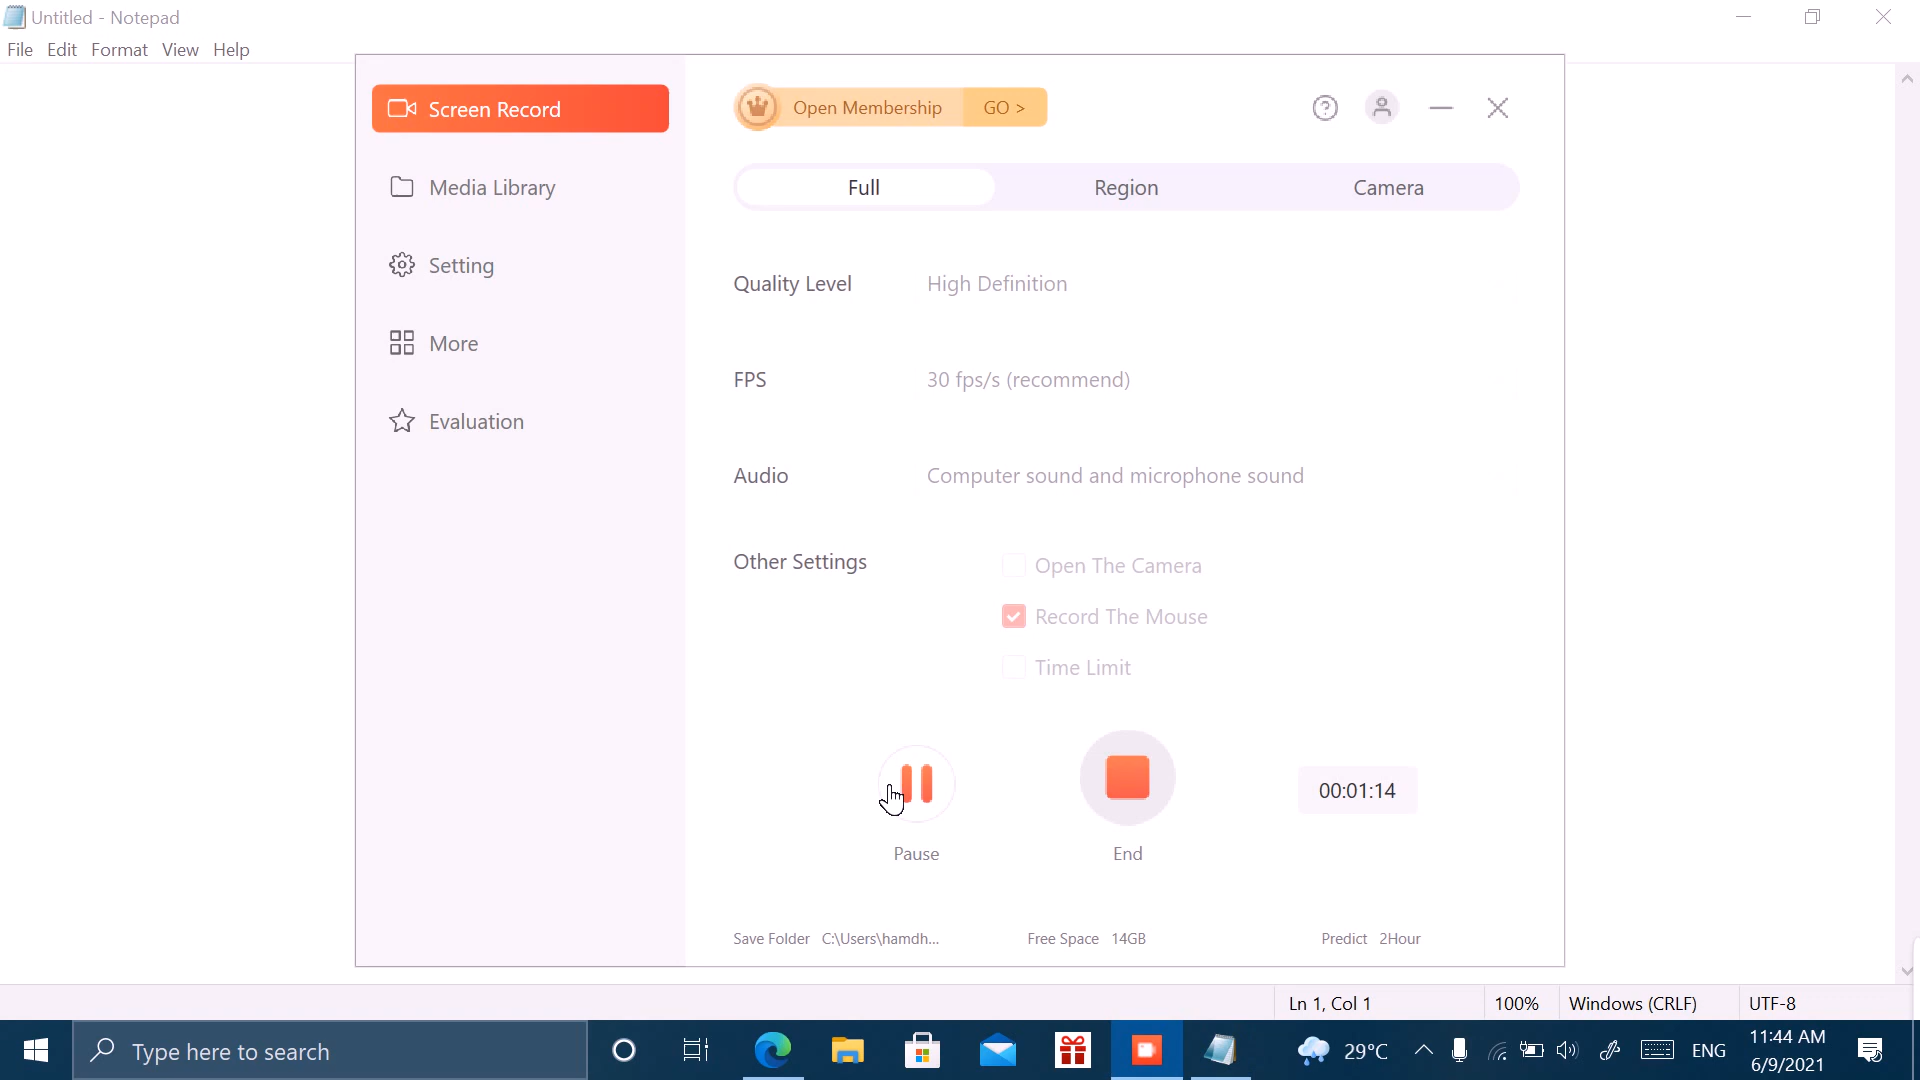 Untitled - Notepad
File Edit Format View Help
Screen Record
Media Library
Setting
More
Evaluation
Open Membership GO >
Full Region Camera
Quality Level High Definition
FPS 30 fps/s (recommend)
Audio Computer sound and microphone sound
Other Settings Open The Camera
Record The Mouse
Time Limit
00:01:14
Pause End
Save Folder C:\Users\hamdh... Free Space 14GB Predict 2Hour
Ln 1, Col 1 100% Windows (CRLF) UTF-8
Type here to search
29°C ENG
11:44 AM
6/9/2021